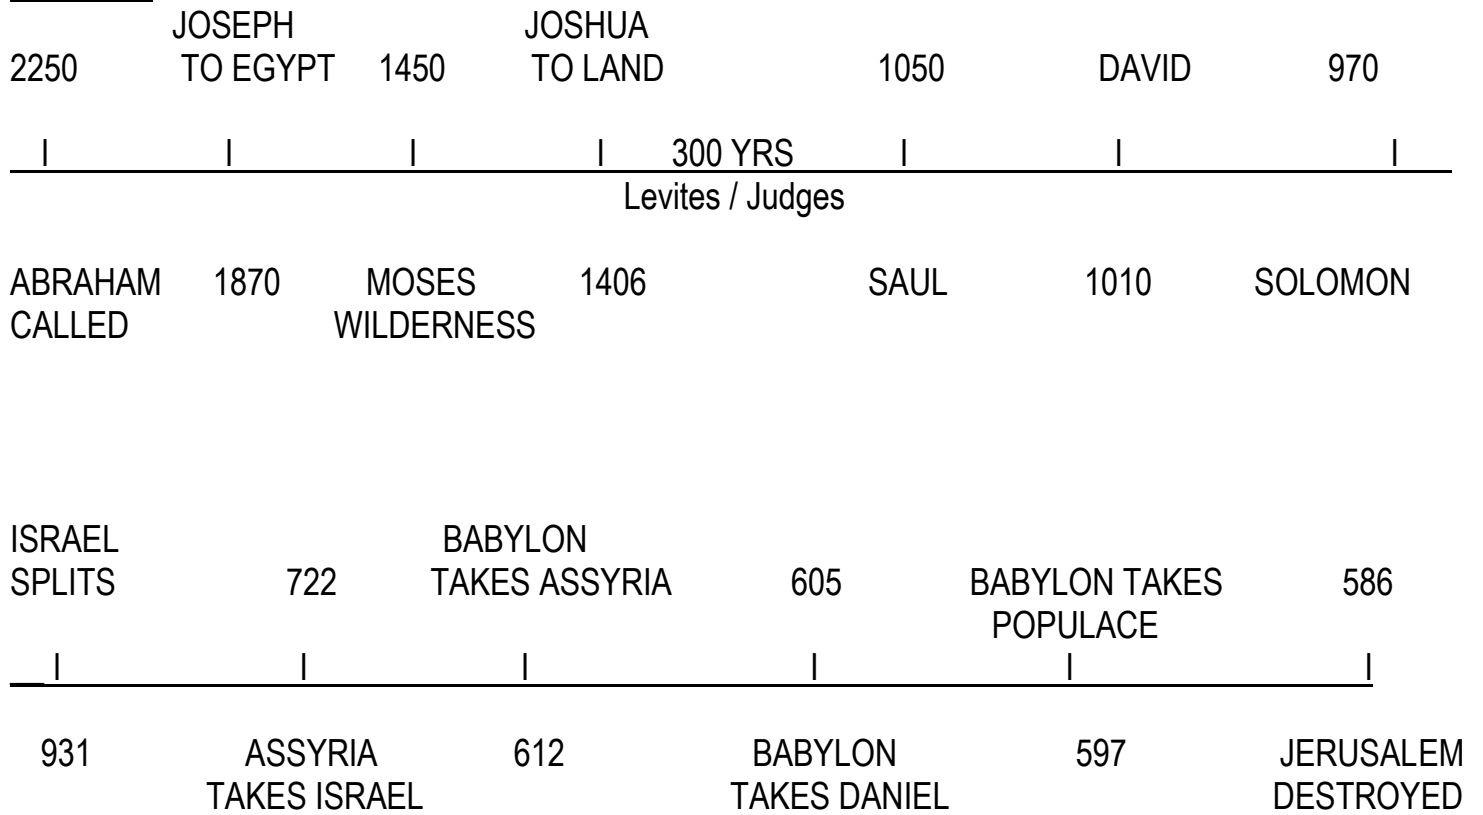 JOSEPH JOSHUA
2250 TO EGYPT 1450 TO LAND 1050 DAVID 970
I I I I 300 YRS I I I
Levites / Judges
ABRAHAM 1870 MOSES 1406 SAUL 1010 SOLOMON
CALLED WILDERNESS
ISRAEL BABYLON
SPLITS 722 TAKES ASSYRIA 605 BABYLON TAKES 586
POPULACE
__ I I I I I I
931 ASSYRIA 612 BABYLON 597 JERUSALEM
TAKES ISRAEL TAKES DANIEL DESTROYED